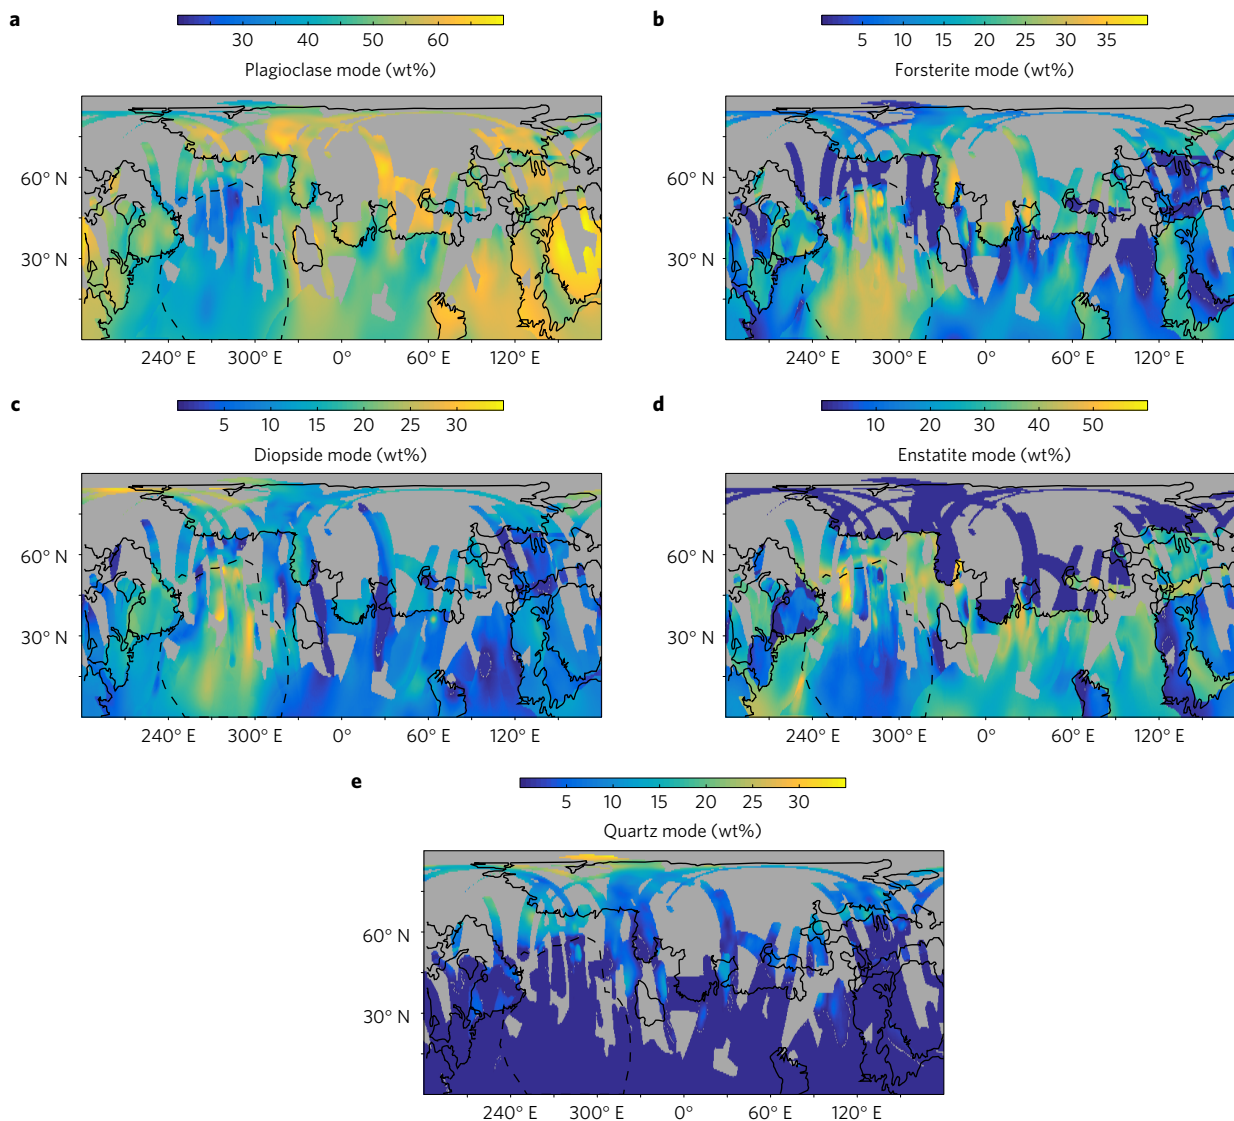 a
30 40 50 60
Plagioclase mode (wt%)
60° N
30° N
240° E 300° E 0° 60° E 120° E
b
5 10 15 20 25 30 35
Forsterite mode (wt%)
60° N
30° N
240° E 300° E 0° 60° E 120° E
c
5 10 15 20 25 30
Diopside mode (wt%)
60° N
30° N
240° E 300° E 0° 60° E 120° E
d
10 20 30 40 50
Enstatite mode (wt%)
60° N
30° N
240° E 300° E 0° 60° E 120° E
e
5 10 15 20 25 30
Quartz mode (wt%)
60° N
30° N
240° E 300° E 0° 60° E 120° E